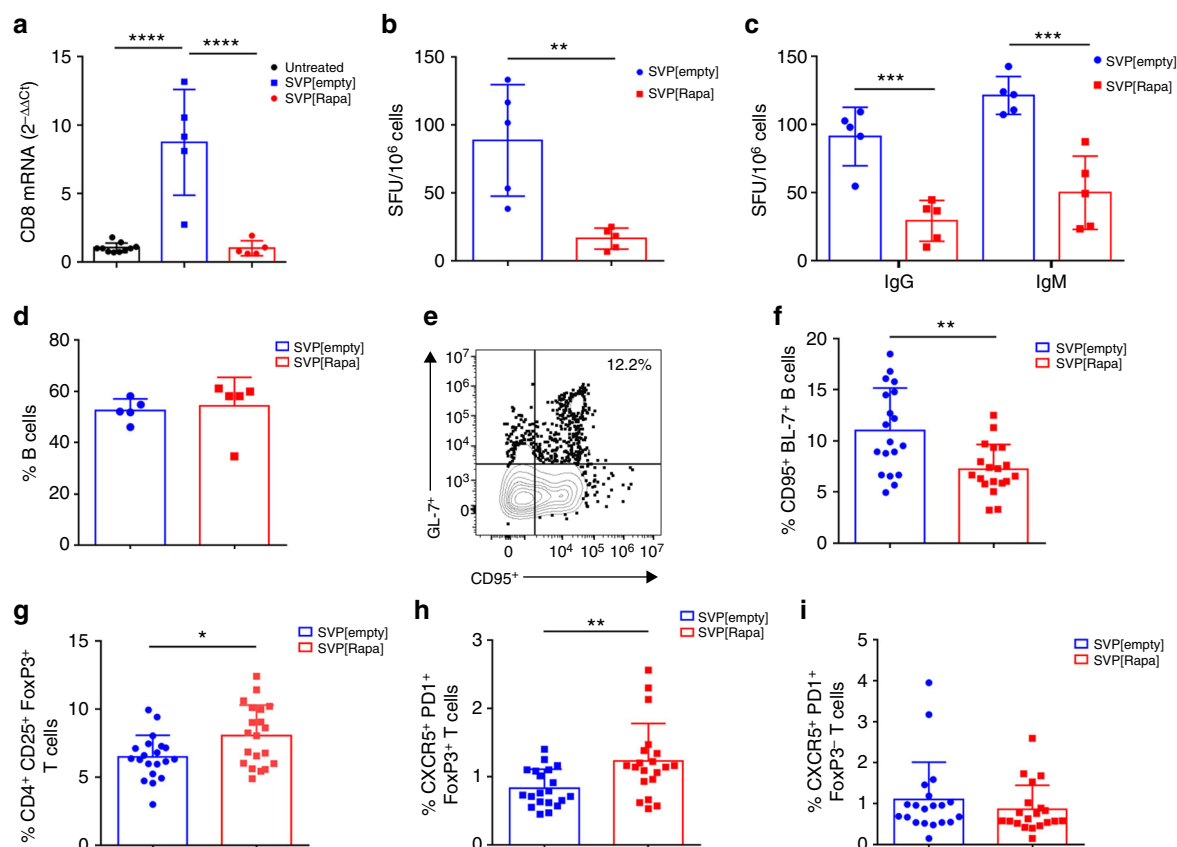 a
****
****
CD8 mRNA (2−ΔΔCt)
15
10
5
0
Untreated
SVP[empty]
SVP[Rapa]
b
**
SFU/10⁶ cells
150
100
50
0
SVP[empty]
SVP[Rapa]
c
***
***
SFU/10⁶ cells
150
100
50
0
IgG
IgM
SVP[empty]
SVP[Rapa]
d
% B cells
80
60
40
20
0
SVP[empty]
SVP[Rapa]
e
12.2%
GL-7⁺
10⁷
10⁶
10⁵
10⁴
10³
0
0
10⁴ 10⁵ 10⁶ 10⁷
CD95⁺
f
**
% CD95⁺ BL-7⁺ B cells
20
15
10
5
0
SVP[empty]
SVP[Rapa]
g
*
% CD4⁺ CD25⁺ FoxP3⁺
T cells
15
10
5
0
SVP[empty]
SVP[Rapa]
h
**
% CXCR5⁺ PD1⁺
FoxP3⁺ T cells
3
2
1
0
SVP[empty]
SVP[Rapa]
i
% CXCR5⁺ PD1⁺
FoxP3⁻ T cells
5
4
3
2
1
0
SVP[empty]
SVP[Rapa]